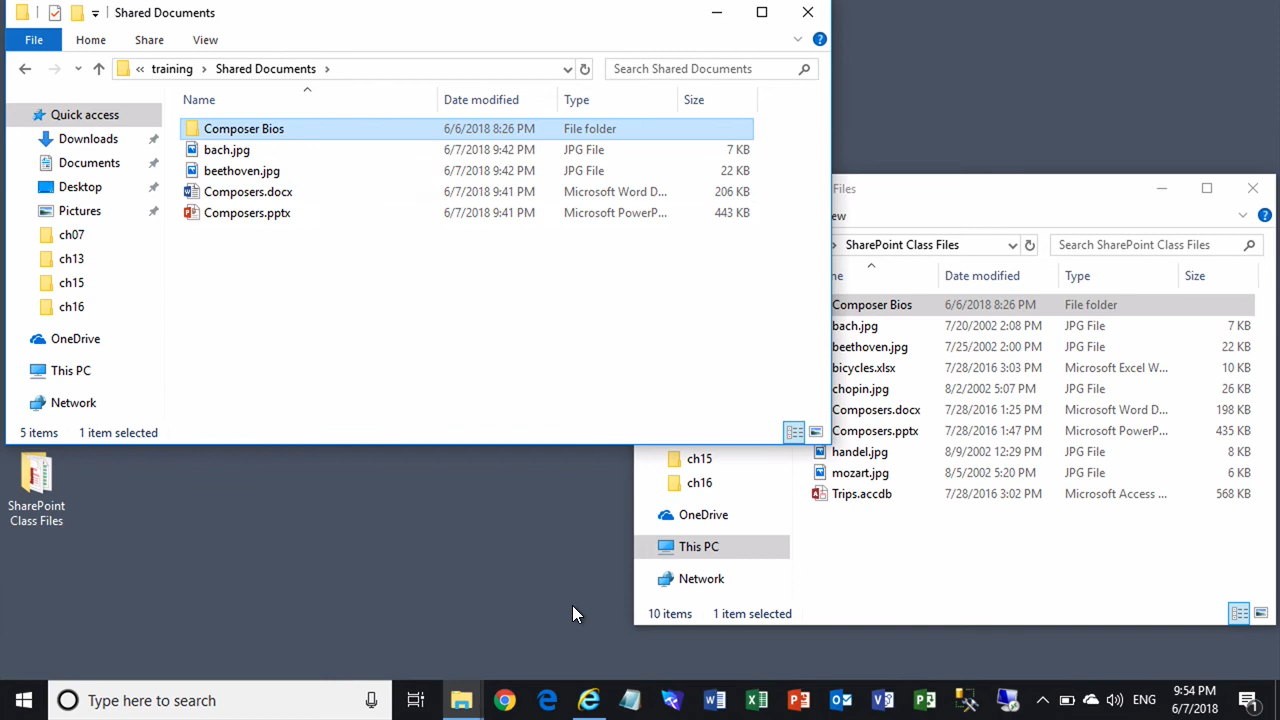 Shared Documents
File Home Share View
training Shared Documents
Search Shared Documents
Name Date modified Type Size
Quick access
Downloads
Documents
Desktop
Pictures
ch07
ch13
ch15
ch16
OneDrive
This PC
Network
Composer Bios 6/6/2018 8:26 PM File folder
bach.jpg 6/7/2018 9:42 PM JPG File 7 KB
beethoven.jpg 6/7/2018 9:42 PM JPG File 22 KB
Composers.docx 6/7/2018 9:41 PM Microsoft Word D... 206 KB
Composers.pptx 6/7/2018 9:41 PM Microsoft PowerP... 443 KB
5 items 1 item selected
Files
ew
SharePoint Class Files
Search SharePoint Class Files
ne Date modified Type Size
Composer Bios 6/6/2018 8:26 PM File folder
bach.jpg 7/20/2002 2:08 PM JPG File 7 KB
beethoven.jpg 7/25/2002 2:00 PM JPG File 22 KB
bicycles.xlsx 7/28/2016 3:03 PM Microsoft Excel W... 10 KB
chopin.jpg 8/2/2002 5:07 PM JPG File 26 KB
Composers.docx 7/28/2016 1:25 PM Microsoft Word D... 198 KB
Composers.pptx 7/28/2016 1:47 PM Microsoft PowerP... 435 KB
handel.jpg 8/9/2002 12:29 PM JPG File 8 KB
mozart.jpg 8/5/2002 5:20 PM JPG File 6 KB
Trips.accdb 7/28/2016 3:02 PM Microsoft Access ... 568 KB
ch15
ch16
OneDrive
This PC
Network
10 items 1 item selected
SharePoint
Class Files
Type here to search
ENG
9:54 PM
6/7/2018
1